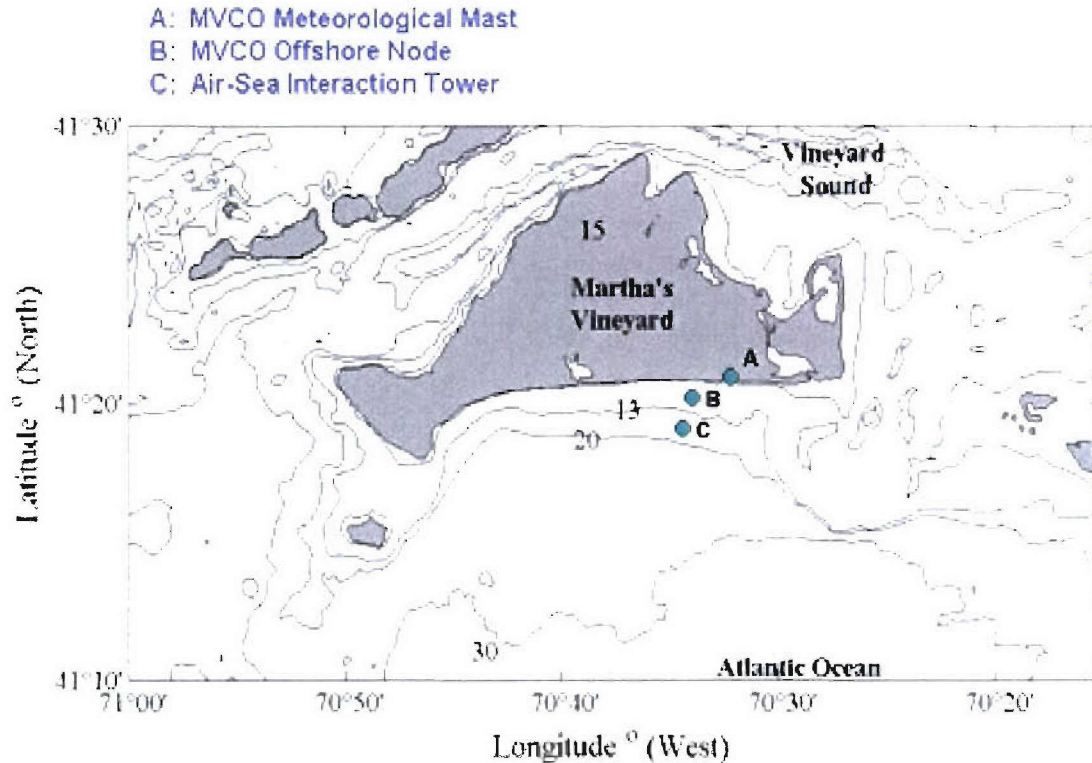 A: MVCO Meteorological Mast
B: MVCO Offshore Node
C: Air-Sea Interaction Tower
41°30'
Vineyard
Sound
15
Martha's
Vineyard
A
B
13
C
20
41°20'
30
Atlantic Ocean
41°10'
71°00' 70°50' 70°40' 70°30' 70°20'
Latitude ° (North)
Longitude ° (West)